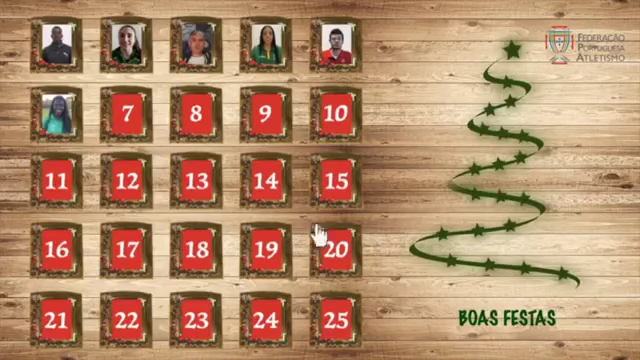 FEDERAÇÃO
PORTUGUESA
ATLETISMO
7 8 9 10
11 12 13 14 15
16 17 18 19 20
21 22 23 24 25
BOAS FESTAS